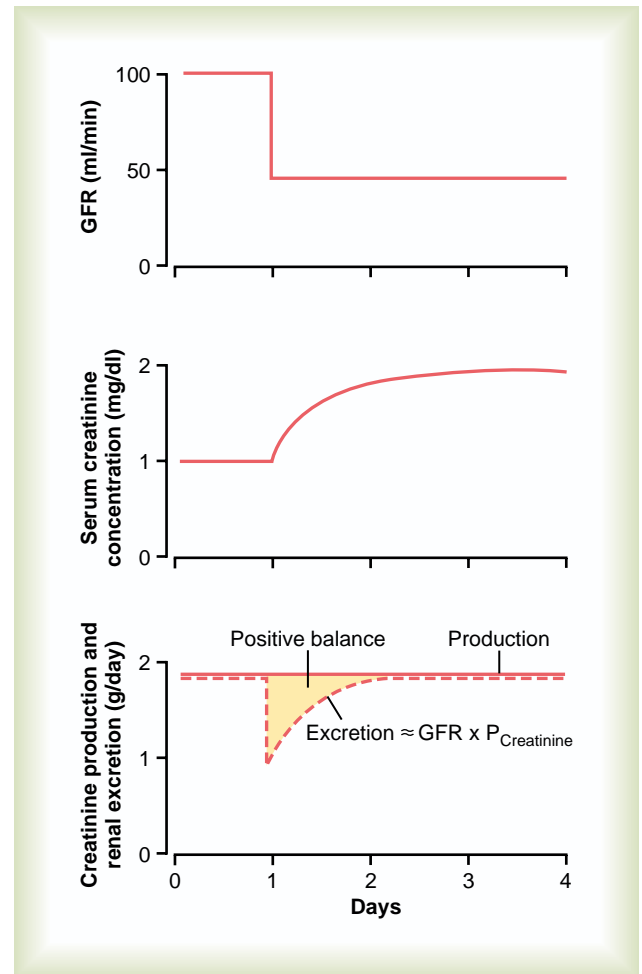 GFR (ml/min)
100
50
0
Serum creatinine
concentration (mg/dl)
2
1
0
0
Creatinine production and
renal excretion (g/day)
2
1
0
Positive balance
Production
Excretion ≈ GFR x PCreatinine
0
1
2
3
4
Days